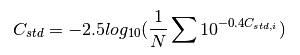 C_{std} = -2.5log_{10}(\frac{1}{N} \sum 10^{-0.4C_{std,i}})